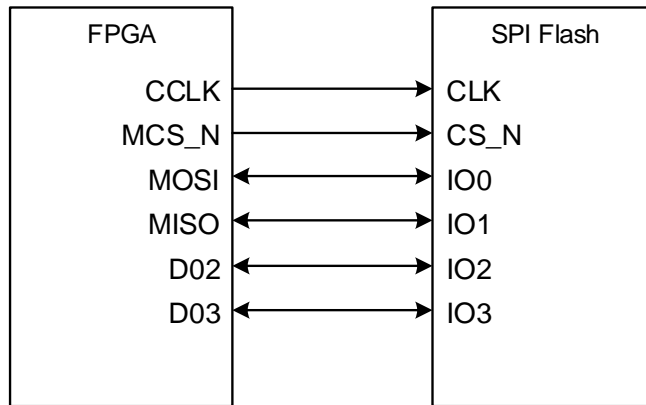 FPGA
SPI Flash
CCLK
CLK
MCS_N
CS_N
MOSI
IO0
MISO
IO1
D02
IO2
D03
IO3